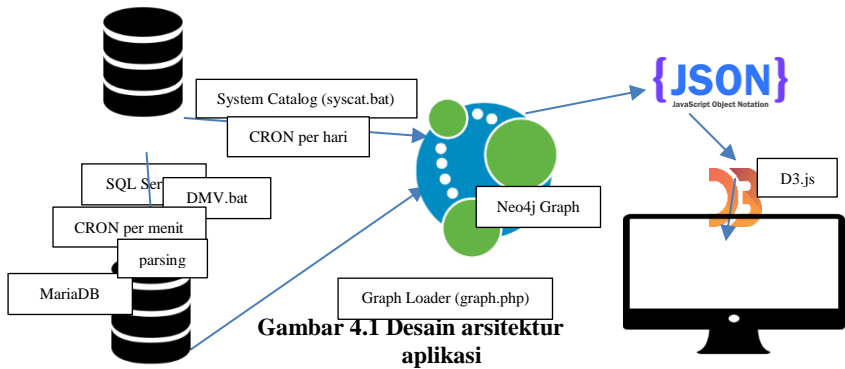 System Catalog (syscat.bat)
CRON per hari
{JSON}
JavaScript Object Notation
SQL Ser
DMV.bat
CRON per menit
parsing
MariaDB
Neo4j Graph
D3.js
Graph Loader (graph.php)
Gambar 4.1 Desain arsitektur
aplikasi